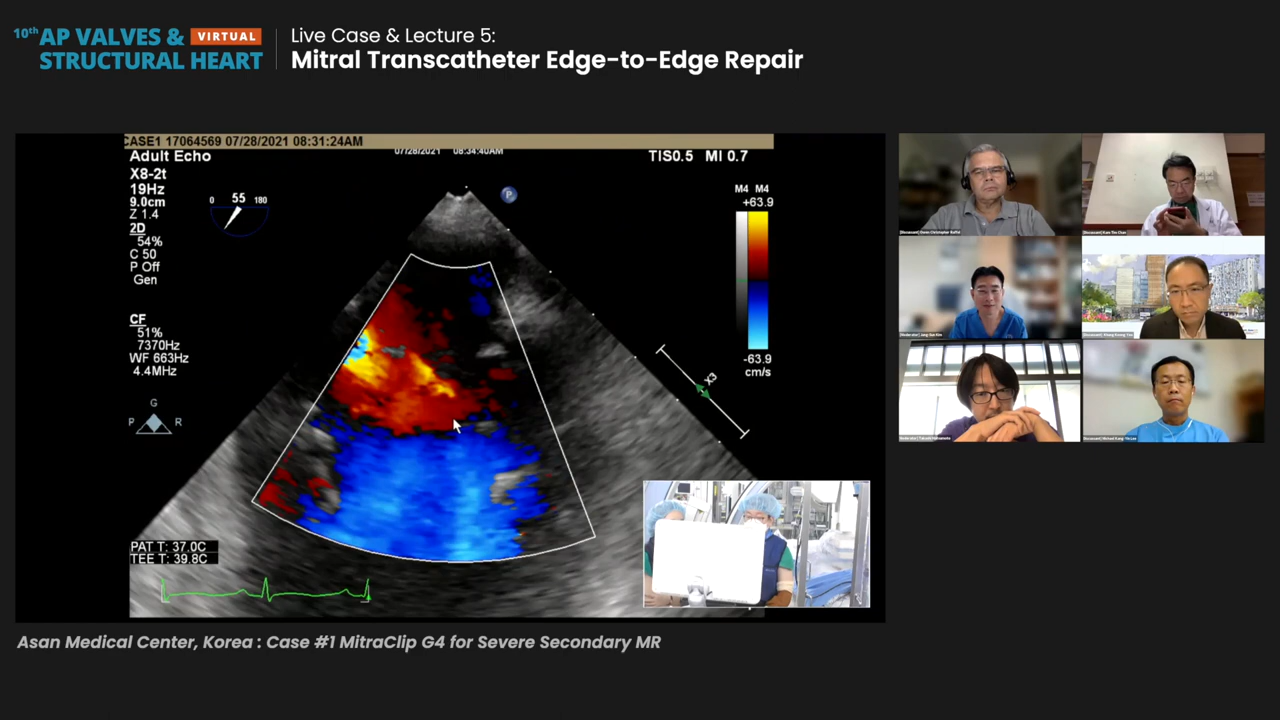 10th AP VALVES & VIRTUAL
STRUCTURAL HEART
Live Case & Lecture 5:
Mitral Transcatheter Edge-to-Edge Repair
CASE1 17064569 07/28/2021 08:31:24AM
Adult Echo
07/28/2021 08:34:40AM
TIS0.5 MI 0.7
X8-2t
19Hz
9.0cm
Z 1.4
2D
54%
C 50
P Off
Gen
CF
51%
7370Hz
WF 663Hz
4.4MHz
0 55 180
P
M4 M4
+63.9
-63.9
cm/s
X3
G
P R
PAT T: 37.0C
TEE T: 39.8C
Asan Medical Center, Korea : Case #1 MitraClip G4 for Severe Secondary MR